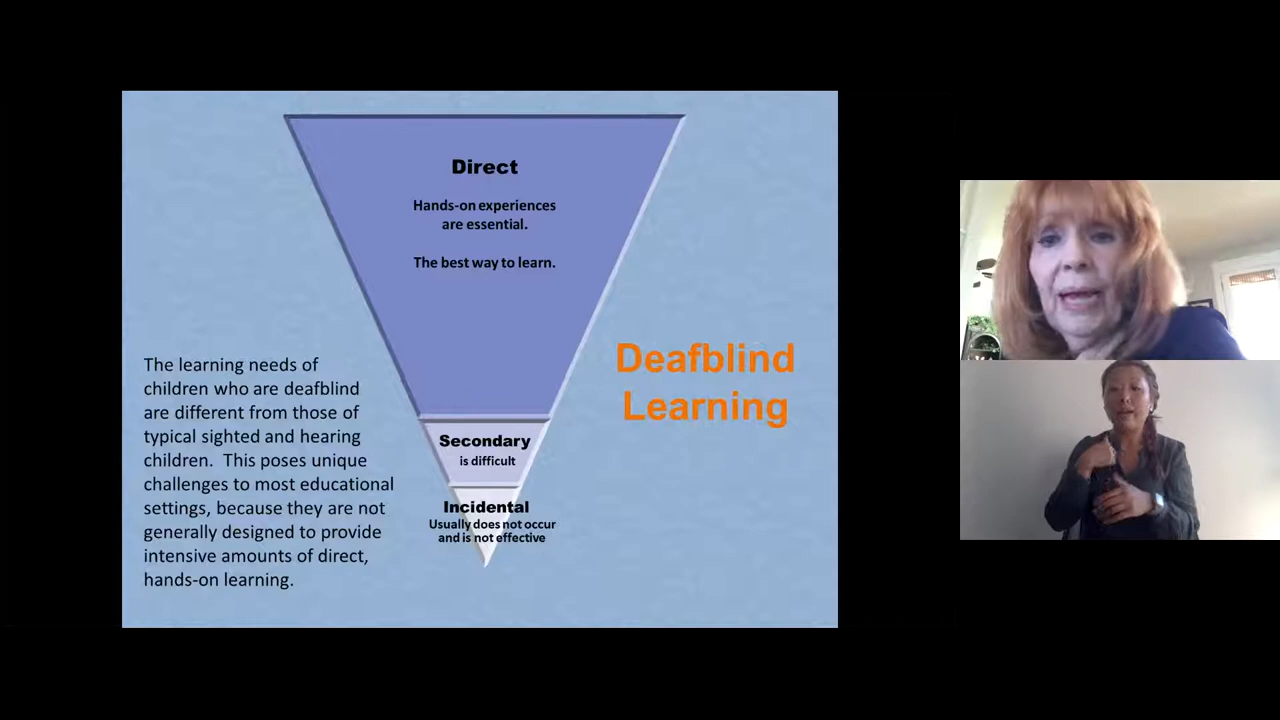 Direct
Hands-on experiences
are essential.
The best way to learn.
Secondary
is difficult
Incidental
Usually does not occur
and is not effective
The learning needs of
children who are deafblind
are different from those of
typical sighted and hearing
children.  This poses unique
challenges to most educational
settings, because they are not
generally designed to provide
intensive amounts of direct,
hands-on learning.
Deafblind
Learning